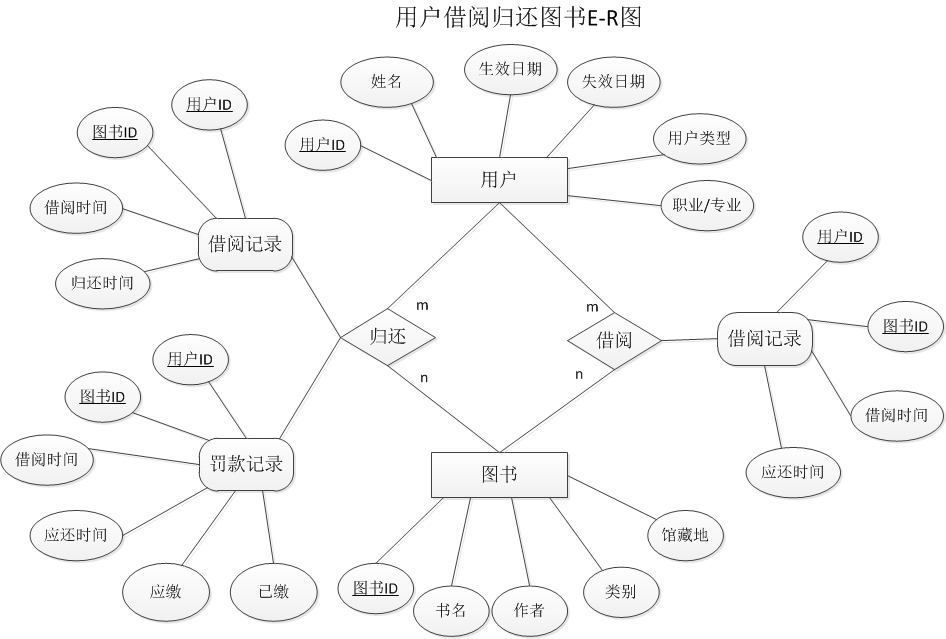 用户借阅归还图书E-R图
姓名
生效日期
失效日期
用户ID
用户类型
职业/专业
用户
用户ID
图书ID
借阅时间
归还时间
借阅记录
用户ID
图书ID
借阅时间
应还时间
借阅记录
m
归还
n
m
借阅
n
用户ID
图书ID
借阅时间
应还时间
应缴
已缴
罚款记录
图书
图书ID
书名
作者
类别
馆藏地